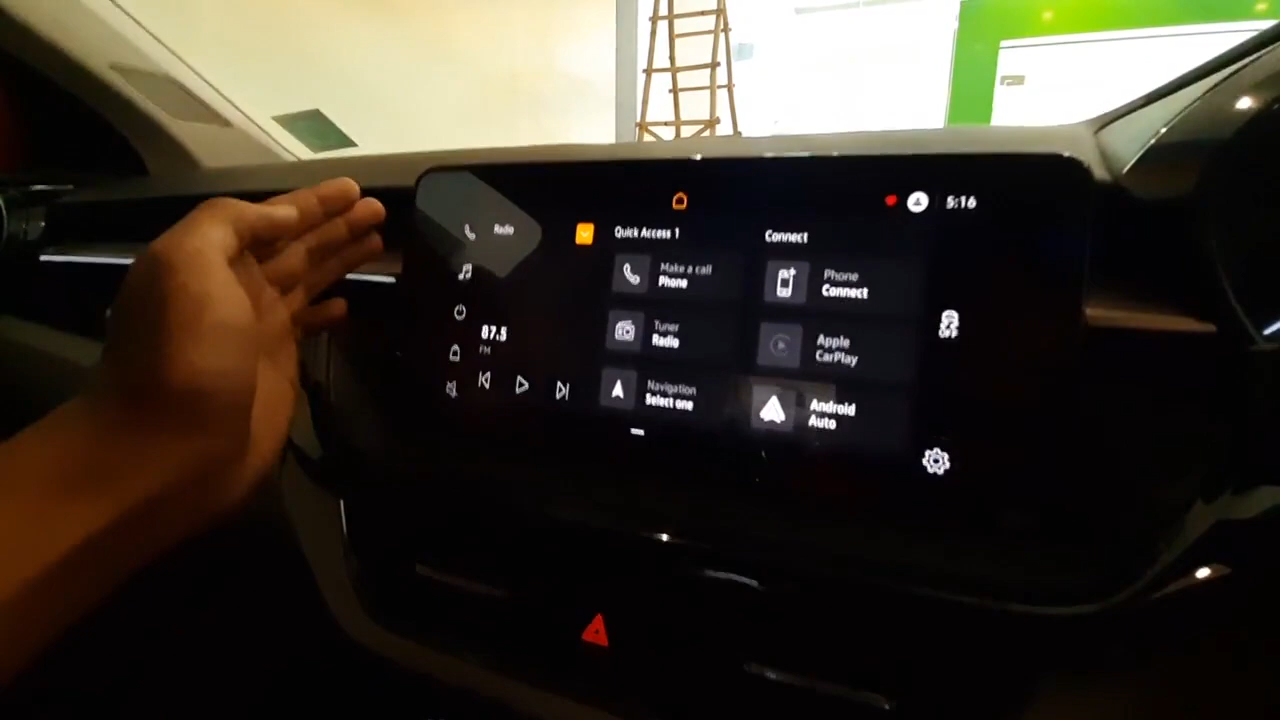 5:16
Radio
Quick Access 1
Connect
Make a call
Phone
Phone
Connect
87.5
FM
Tuner
Radio
Apple
CarPlay
OFF
Navigation
Select one
Android
Auto